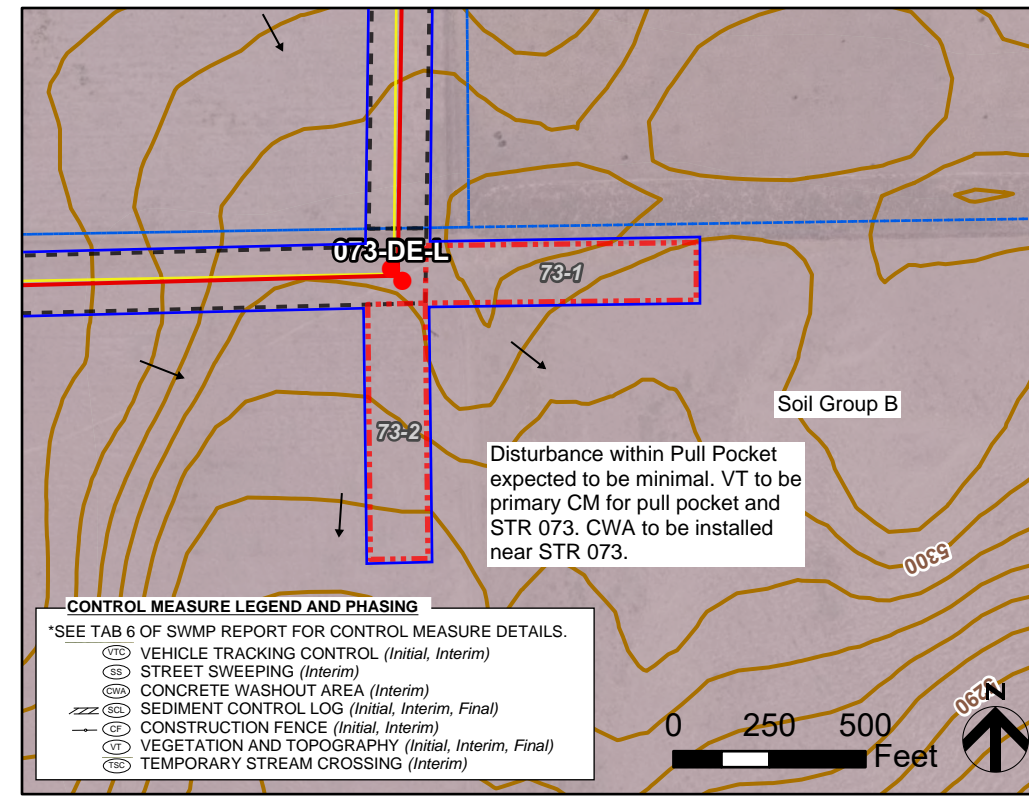 073-DE-L
73-1
Soil Group B
73-2
Disturbance within Pull Pocket
expected to be minimal. VT to be
primary CM for pull pocket and
STR 073. CWA to be installed
near STR 073.
5300
5290
CONTROL MEASURE LEGEND AND PHASING
*SEE TAB 6 OF SWMP REPORT FOR CONTROL MEASURE DETAILS.
VTC VEHICLE TRACKING CONTROL (Initial, Interim)
SS STREET SWEEPING (Interim)
CWA CONCRETE WASHOUT AREA (Interim)
SCL SEDIMENT CONTROL LOG (Initial, Interim, Final)
CF CONSTRUCTION FENCE (Initial, Interim)
VT VEGETATION AND TOPOGRAPHY (Initial, Interim, Final)
TSC TEMPORARY STREAM CROSSING (Interim)
0 250 500
Feet
N